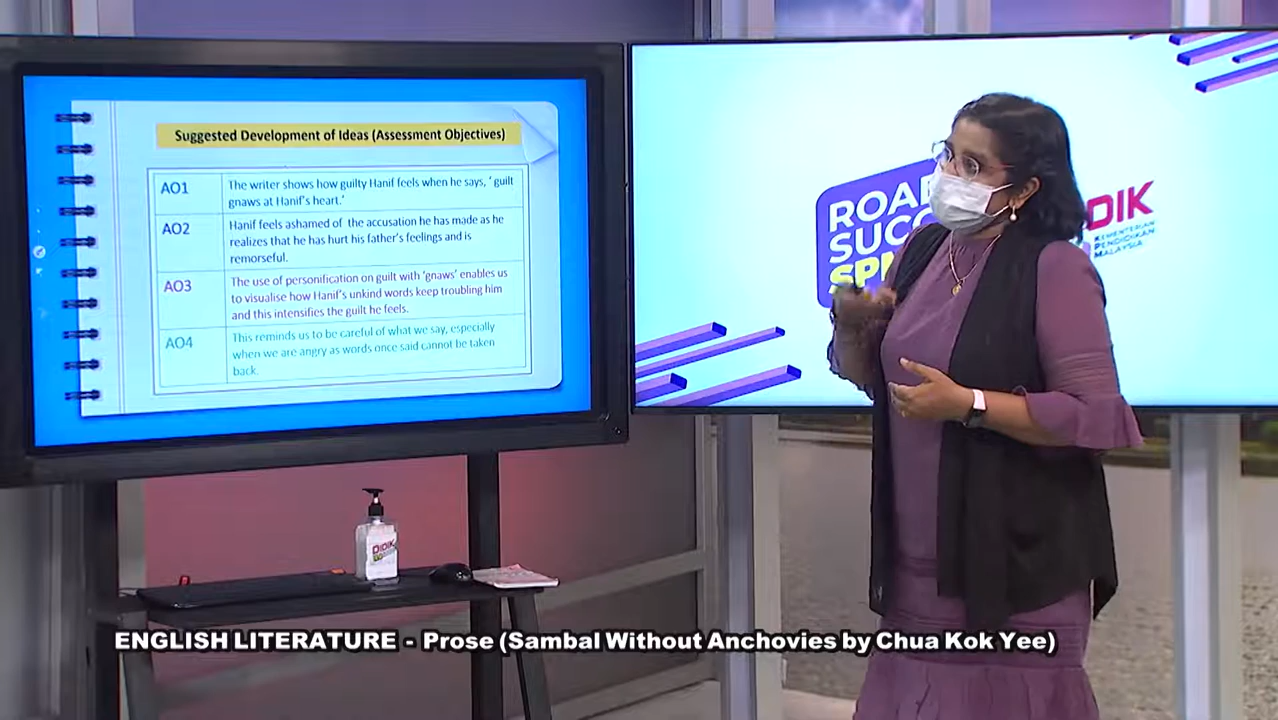 Suggested Development of Ideas (Assessment Objectives)
AO1
The writer shows how guilty Hanif feels when he says, ‘ guilt
gnaws at Hanif’s heart.’
AO2
Hanif feels ashamed of the accusation he has made as he
realizes that he has hurt his father’s feelings and is
remorseful.
AO3
The use of personification on guilt with ‘gnaws’ enables us
to visualise how Hanif’s unkind words keep troubling him
and this intensifies the guilt he feels.
AO4
This reminds us to be careful of what we say, especially
when we are angry as words once said cannot be taken
back.
DIDIK
KEMENTERIAN
PENDIDIKAN
MALAYSIA
DIDIK
ENGLISH LITERATURE - Prose (Sambal Without Anchovies by Chua Kok Yee)